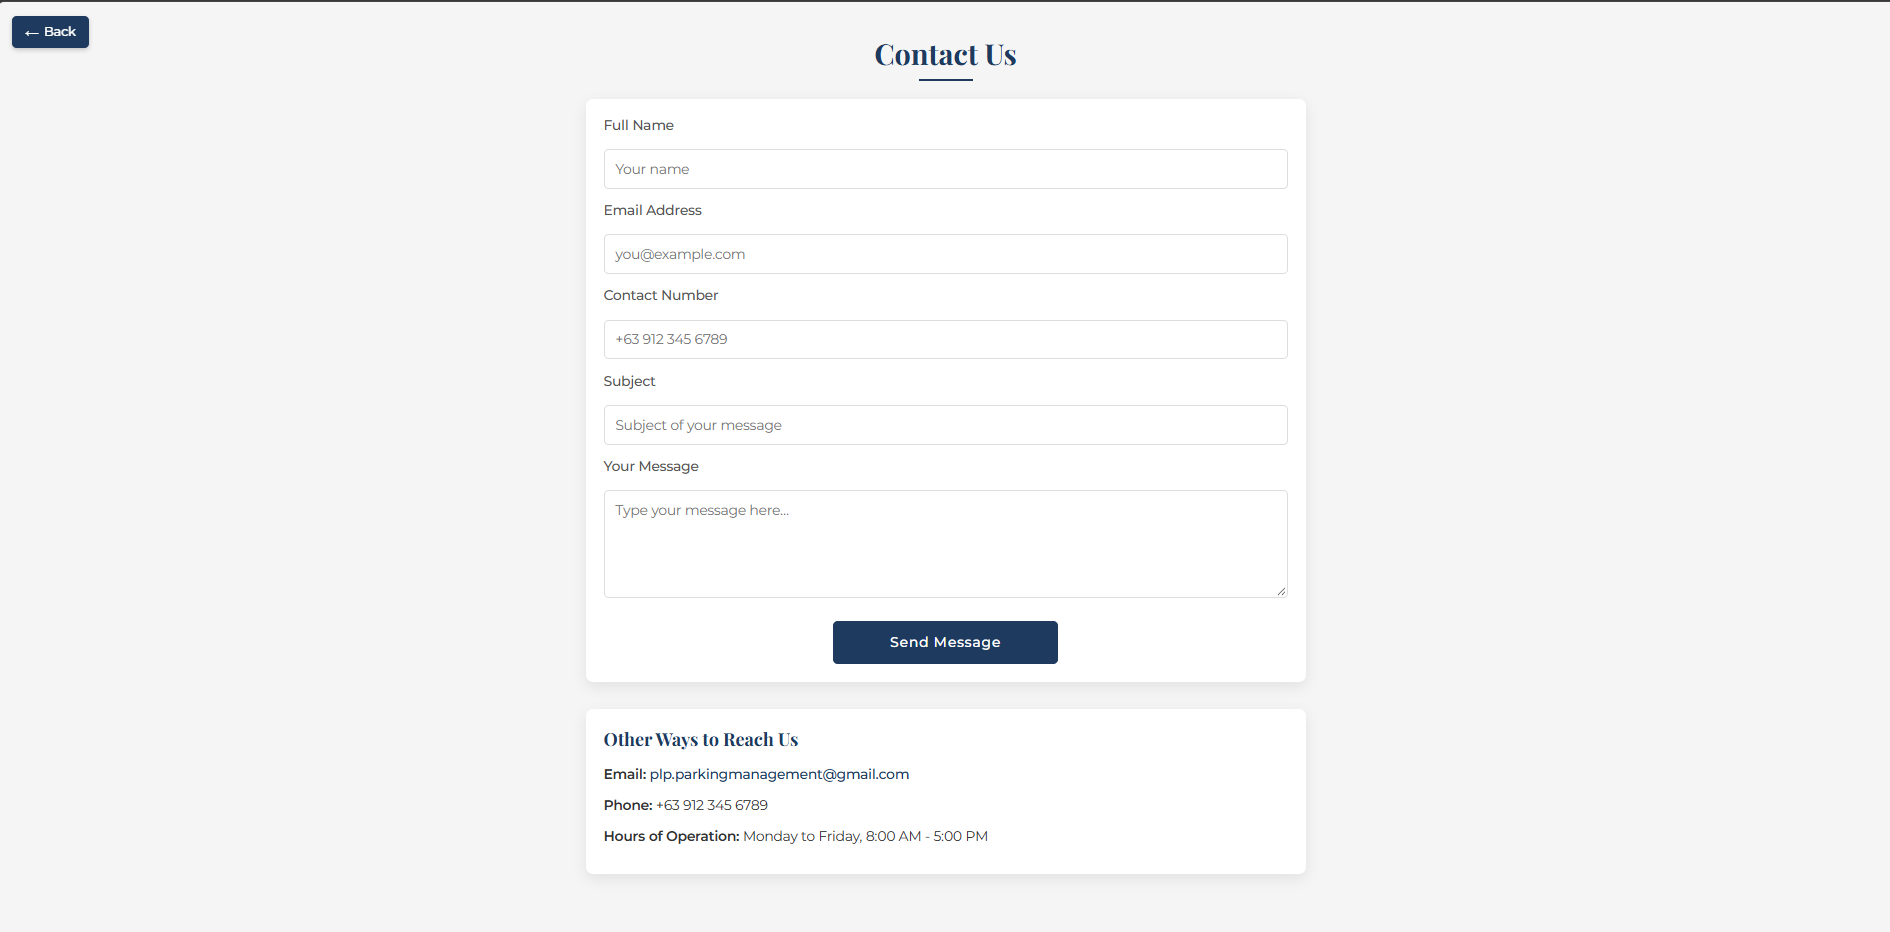 ← Back
Contact Us
Full Name
Your name
Email Address
you@example.com
Contact Number
+63 912 345 6789
Subject
Subject of your message
Your Message
Type your message here...
Send Message
Other Ways to Reach Us
Email: plp.parkingmanagement@gmail.com
Phone: +63 912 345 6789
Hours of Operation: Monday to Friday, 8:00 AM - 5:00 PM